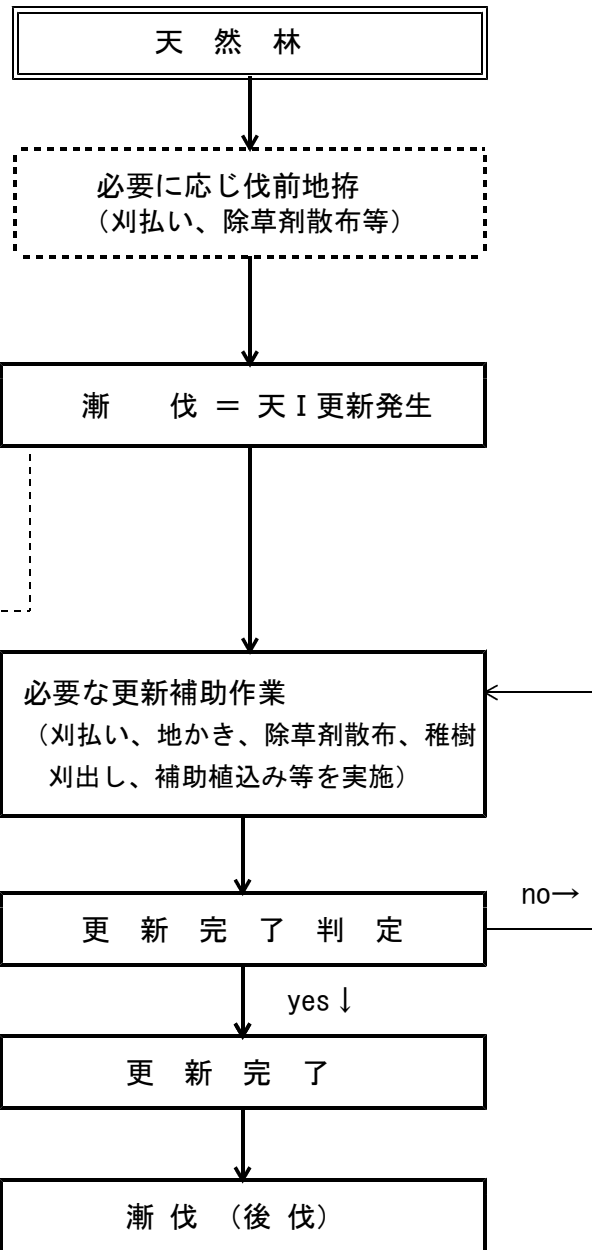 天 然 林
必要に応じ伐前地拵
（刈払い、除草剤散布等）
漸 伐 ＝ 天Ⅰ更新発生
必要な更新補助作業
（刈払い、地かき、除草剤散布、稚樹
刈出し、補助植込み等を実施）
no→
更 新 完 了 判 定
yes↓
更 新 完 了
漸 伐 （後 伐）